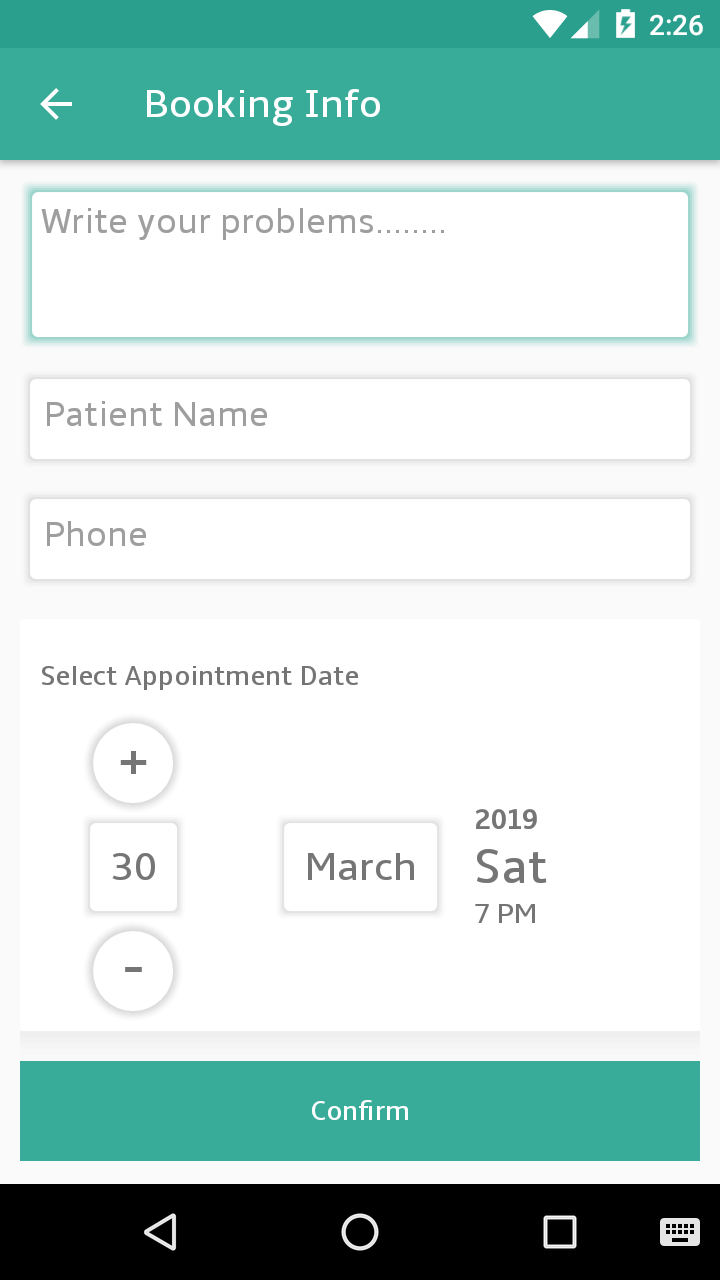 2:26
Booking Info
Write your problems........
Patient Name
Phone
Select Appointment Date
+
30
March
2019
Sat
7 PM
-
Confirm